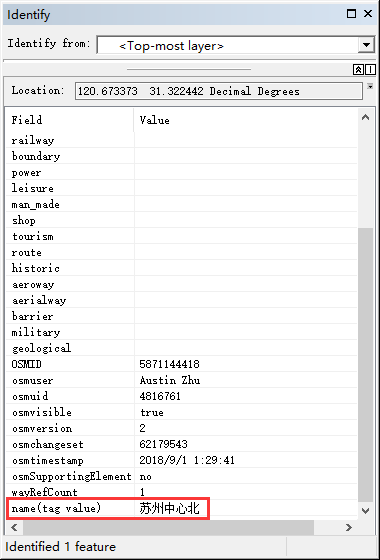 Identify
Identify from: <Top-most layer>
Location: 120.673373 31.322442 Decimal Degrees
Field Value
railway
boundary
power
leisure
man_made
shop
tourism
route
historic
aeroway
aerialway
barrier
military
geological
OSMID 5871144418
osmuser Austin Zhu
osmuid 4816761
osmvisible true
osmversion 2
osmchangeset 62179543
osmtimestamp 2018/9/1 1:29:41
osmSupportingElement no
wayRefCount 1
name(tag value) 苏州中心北
Identified 1 feature